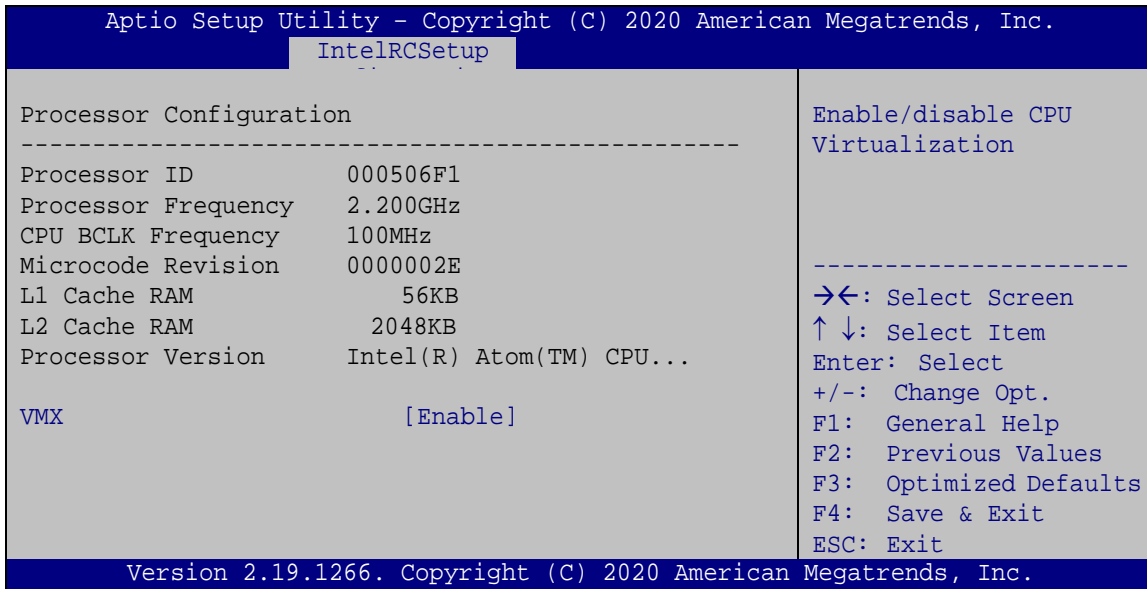 Aptio Setup Utility – Copyright (C) 2020 American Megatrends, Inc.
IntelRCSetup
Processor Configuration
--------------------------------------------------
Processor ID 000506F1
Processor Frequency 2.200GHz
CPU BCLK Frequency 100MHz
Microcode Revision 0000002E
L1 Cache RAM 56KB
L2 Cache RAM 2048KB
Processor Version Intel(R) Atom(TM) CPU...
VMX [Enable]
Enable/disable CPU
Virtualization
----------------------
→←: Select Screen
↑ ↓: Select Item
Enter: Select
+/-: Change Opt.
F1: General Help
F2: Previous Values
F3: Optimized Defaults
F4: Save & Exit
ESC: Exit
Version 2.19.1266. Copyright (C) 2020 American Megatrends, Inc.